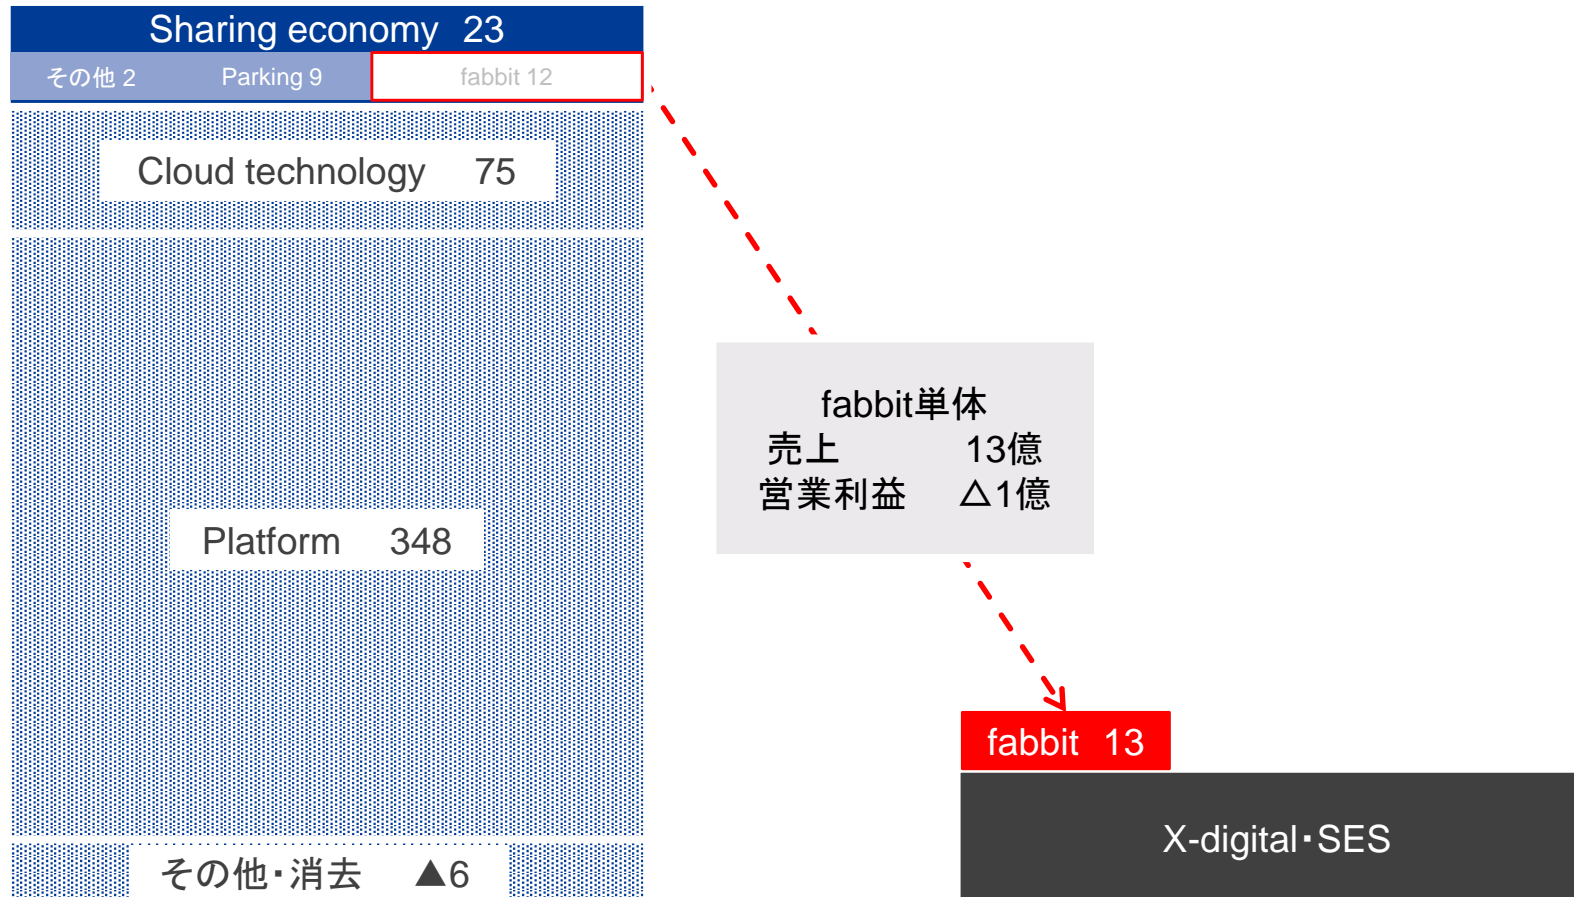 Sharing economy 23
その他 2 Parking 9 fabbit 12
Cloud technology 75
Platform 348
その他・消去 ▲6
fabbit単体
売上 13億
営業利益 △1億
fabbit 13
X-digital・SES